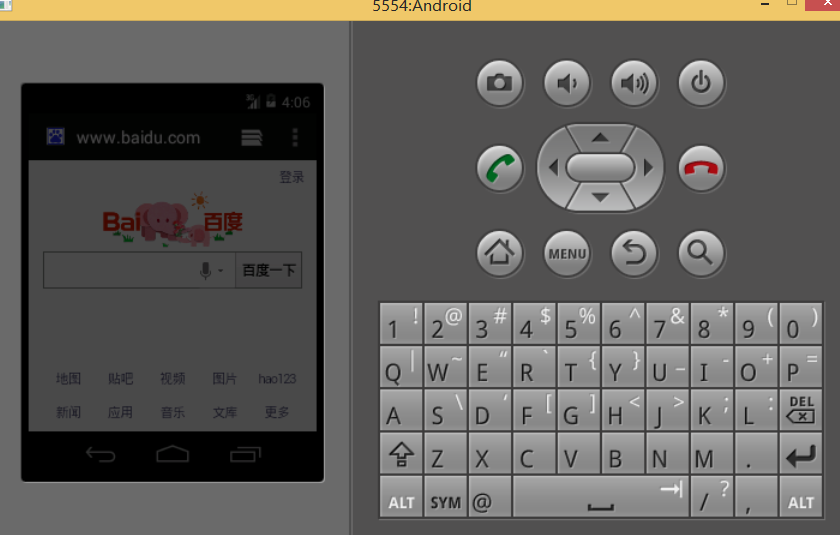 5554:Android
3G 4:06
www.baidu.com
登录
Bai 百度
百度一下
地图 贴吧 视频 图片 hao123
新闻 应用 音乐 文库 更多
MENU
1 ! 2 @ 3 # 4 $ 5 % 6 ^ 7 & 8 * 9 ( 0 )
Q | W ~ E “ R ` T { Y } U _ I - O + P =
A S \ D ‘ F [ G ] H < J > K ; L : DEL
Z X C V B N M .
ALT SYM @ / ? , ALT